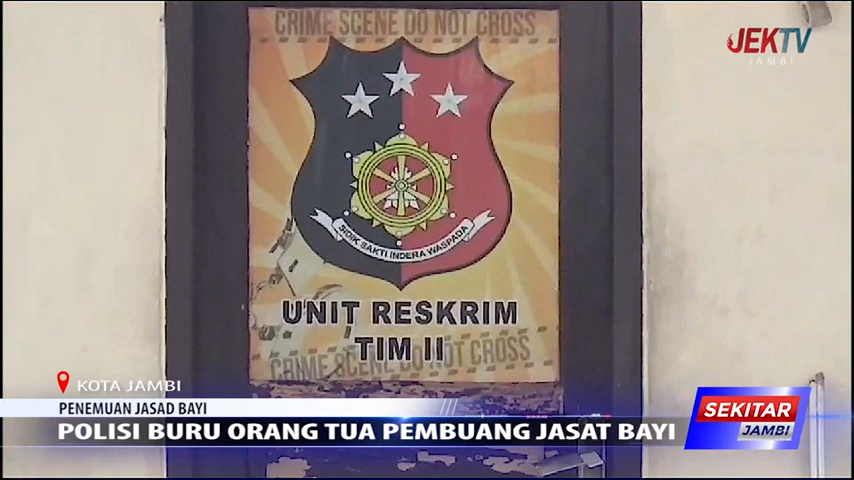 CRIME SCENE DO NOT CROSS
JEKTV
JAMBI
SIDIK SAKTI INDERA WASPADA
UNIT RESKRIM
TIM II
CRIME SCENE DO NOT CROSS
KOTA JAMBI
PENEMUAN JASAD BAYI
POLISI BURU ORANG TUA PEMBUANG JASAT BAYI
SEKITAR
JAMBI